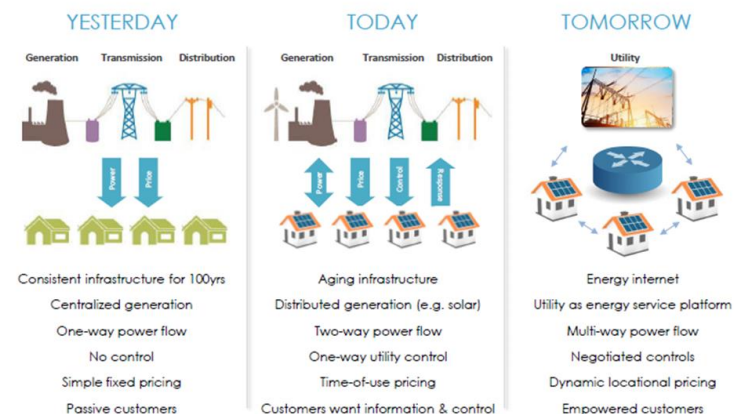 YESTERDAY
Generation Transmission Distribution
Power
Price
Consistent infrastructure for 100yrs
Centralized generation
One-way power flow
No control
Simple fixed pricing
Passive customers
TODAY
Generation Transmission Distribution
Power
Price
Control
Response
Aging infrastructure
Distributed generation (e.g. solar)
Two-way power flow
One-way utility control
Time-of-use pricing
Customers want information & control
TOMORROW
Utility
Energy internet
Utility as energy service platform
Multi-way power flow
Negotiated controls
Dynamic locational pricing
Empowered customers